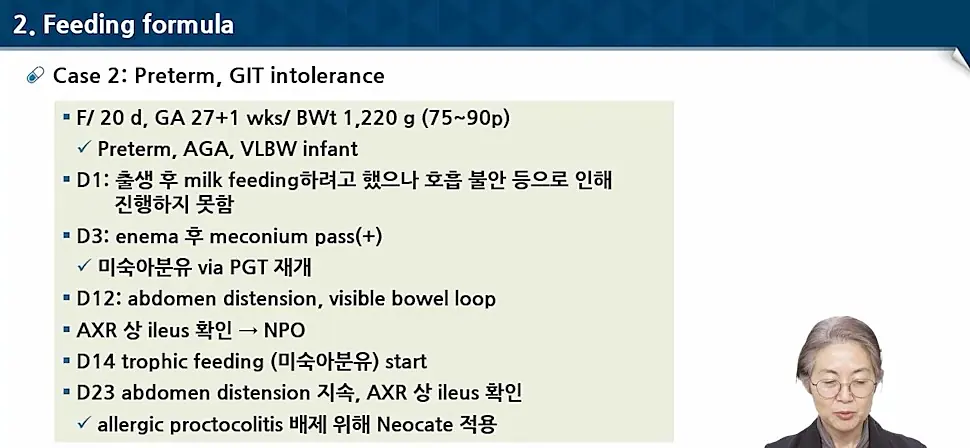 2. Feeding formula
Case 2: Preterm, GIT intolerance
▪ F/ 20 d, GA 27+1 wks/ BWt 1,220 g (75~90p)
✓ Preterm, AGA, VLBW infant
▪ D1: 출생 후 milk feeding하려고 했으나 호흡 불안 등으로 인해
진행하지 못함
▪ D3: enema 후 meconium pass(+)
✓ 미숙아분유 via PGT 재개
▪ D12: abdomen distension, visible bowel loop
▪ AXR 상 ileus 확인 → NPO
▪ D14 trophic feeding (미숙아분유) start
▪ D23 abdomen distension 지속, AXR 상 ileus 확인
✓ allergic proctocolitis 배제 위해 Neocate 적용